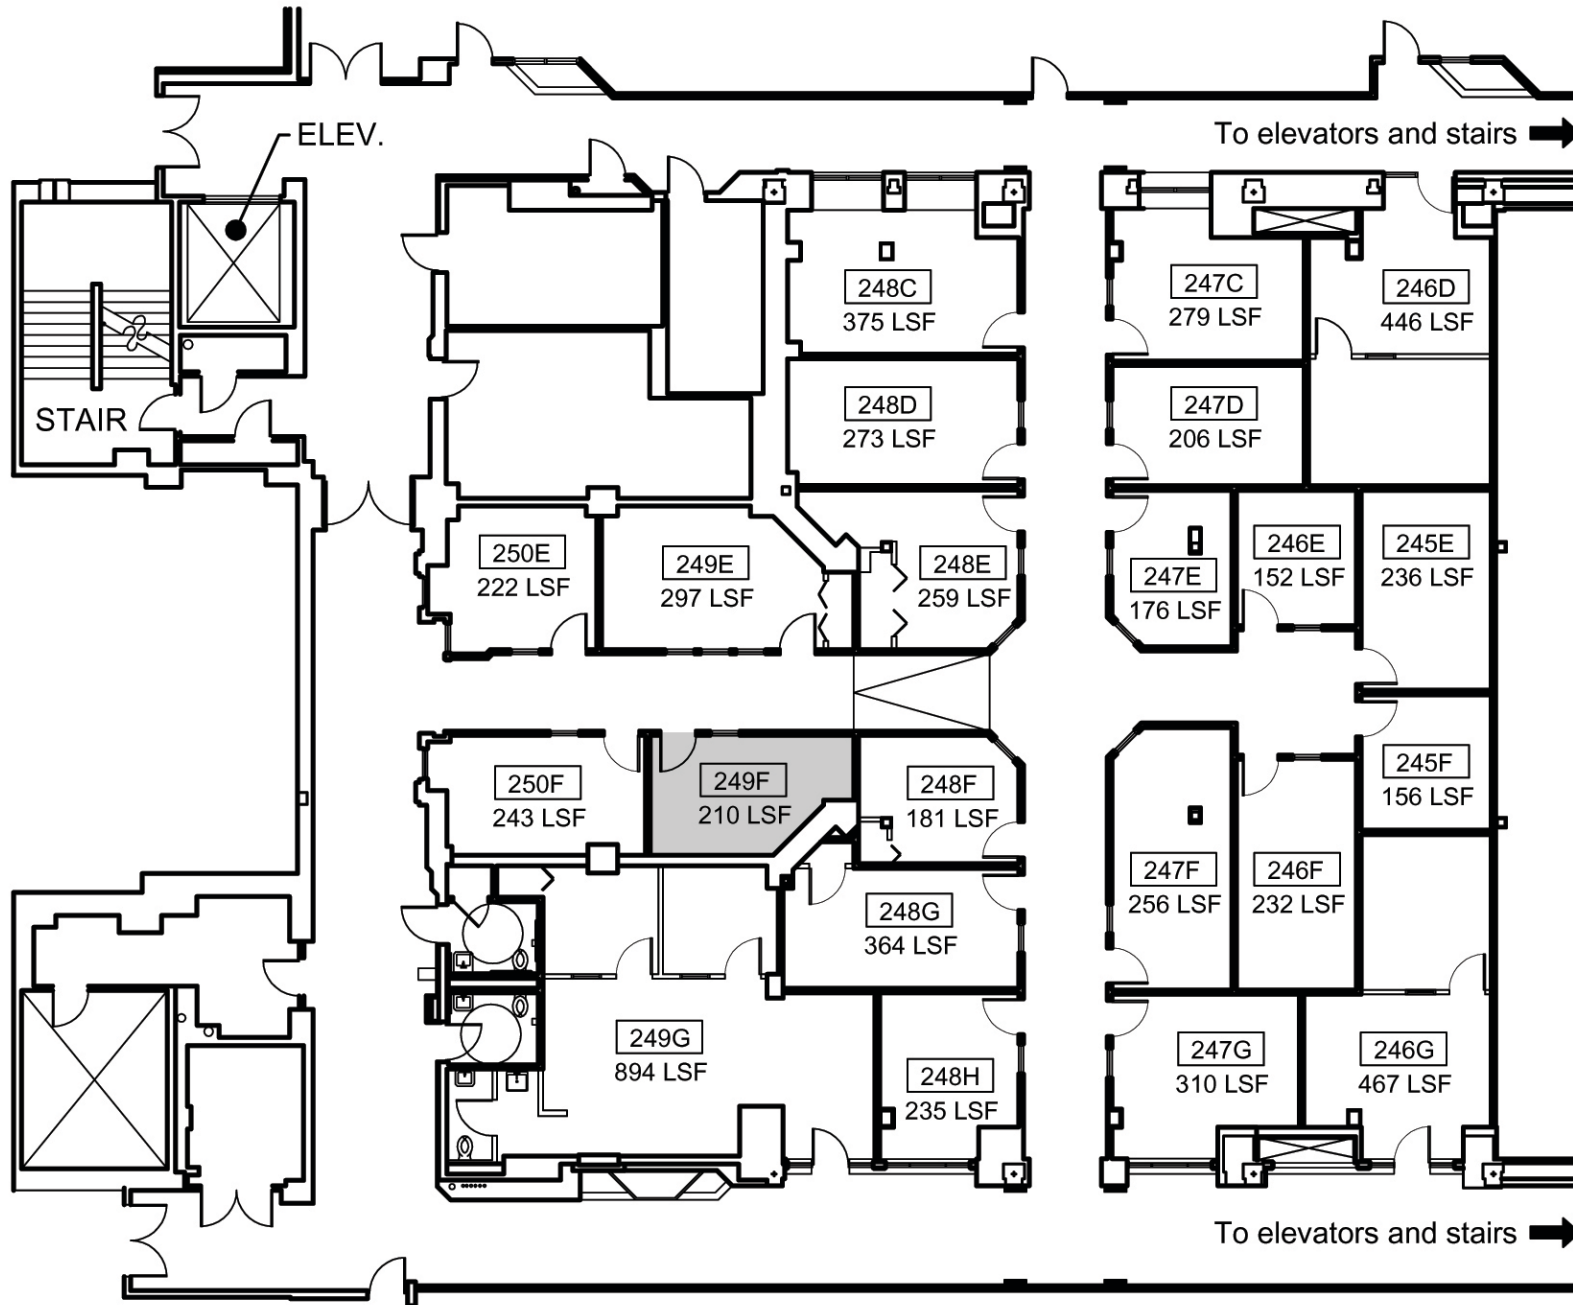 To elevators and stairs
ELEV.
STAIR
248C
375 LSF
247C
279 LSF
246D
446 LSF
248D
273 LSF
247D
206 LSF
250E
222 LSF
249E
297 LSF
248E
259 LSF
247E
176 LSF
246E
152 LSF
245E
236 LSF
250F
243 LSF
249F
210 LSF
248F
181 LSF
245F
156 LSF
247F
256 LSF
246F
232 LSF
248G
364 LSF
249G
894 LSF
248H
235 LSF
247G
310 LSF
246G
467 LSF
To elevators and stairs